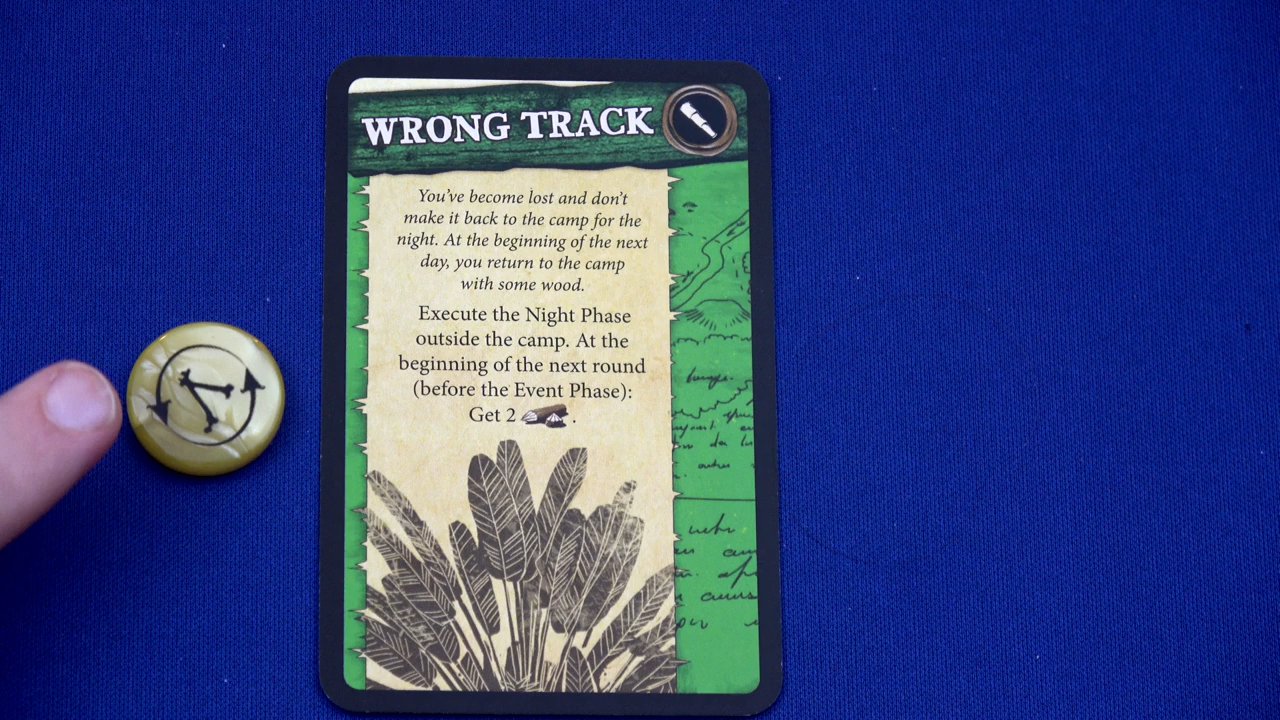 WRONG TRACK
You've become lost and don't
make it back to the camp for the
night. At the beginning of the next
day, you return to the camp
with some wood.
Execute the Night Phase
outside the camp. At the
beginning of the next round
(before the Event Phase):
Get 2 .